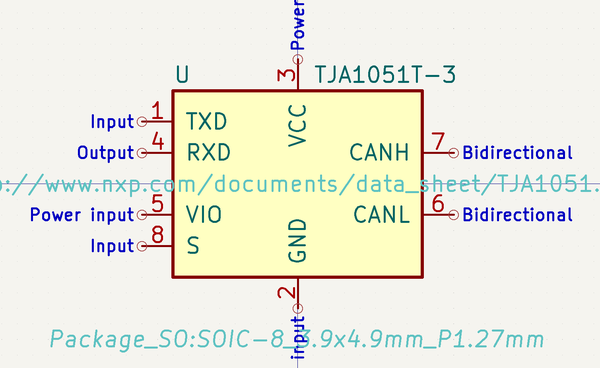 Power
3
U
TJA1051T-3
Input 1 TXD
VCC
Output 4 RXD
CANH 7 Bidirectional
://www.nxp.com/documents/data_sheet/TJA1051.
Power input 5 VIO
CANL 6 Bidirectional
Input 8 S
GND
2
input
Package_SO:SOIC-8_3.9x4.9mm_P1.27mm